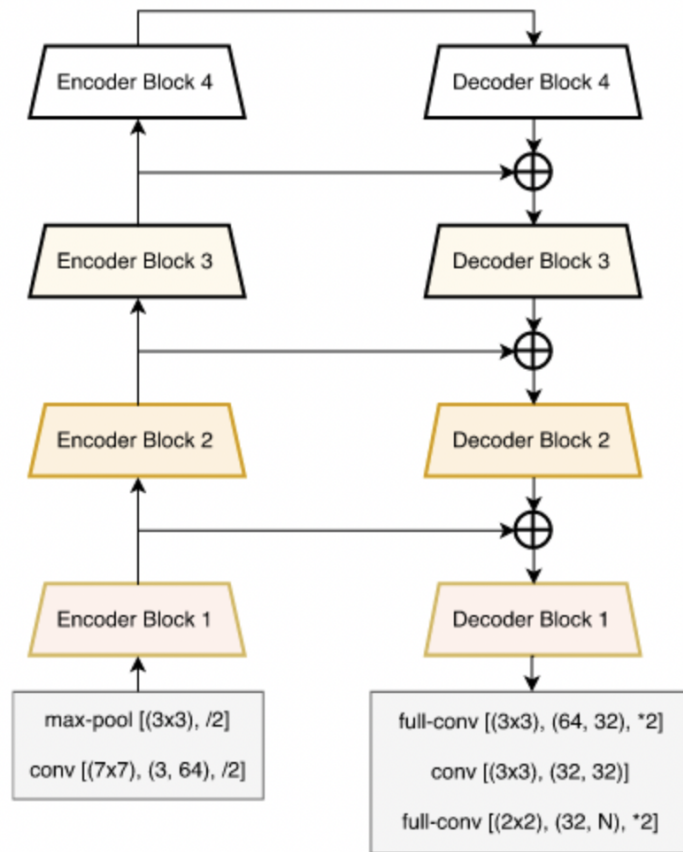 Encoder Block 4
Decoder Block 4
Encoder Block 3
Decoder Block 3
Encoder Block 2
Decoder Block 2
Encoder Block 1
Decoder Block 1
max-pool [(3x3), /2]
conv [(7x7), (3, 64), /2]
full-conv [(3x3), (64, 32), *2]
conv [(3x3), (32, 32)]
full-conv [(2x2), (32, N), *2]